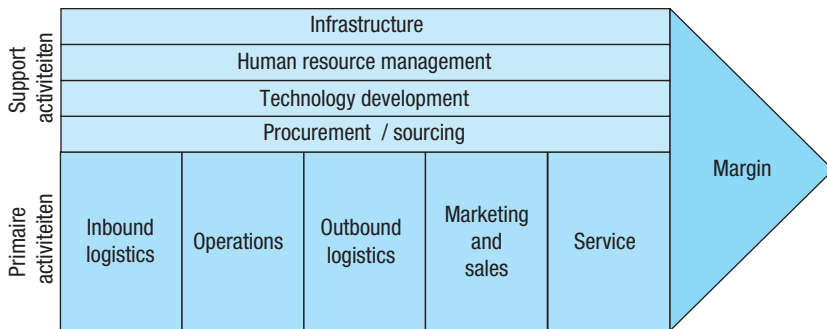 Support
activiteiten
Infrastructure
Human resource management
Technology development
Procurement / sourcing
Primaire
activiteiten
Inbound
logistics
Operations
Outbound
logistics
Marketing
and
sales
Service
Margin